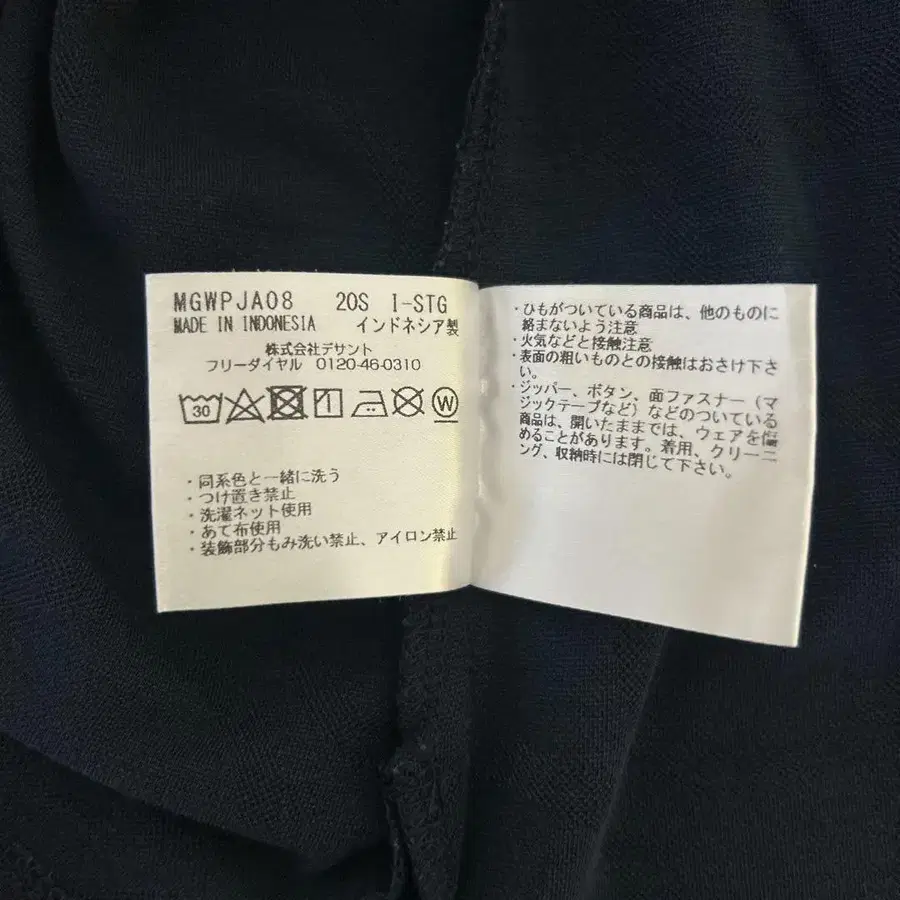 MGWPJA08 20S I-STG
MADE IN INDONESIA インドネシア製
株式会社デサント
フリーダイヤル 0120-46-0310
30 W
・同系色と一緒に洗う
・つけ置き禁止
・洗濯ネット使用
・あて布使用
・装飾部分もみ洗い禁止、アイロン禁止
・ひもがついている商品は、他のものに
絡まないよう注意
・火気などと接触注意
・表面の粗いものとの接触はおさけ下さ
い。
・ジッパー、ボタン、面ファスナー（マ
ジックテープなど）などのついている
商品は、開いたままでは、ウェアを傷
めることがあります。着用、クリーニ
ング、収納時には閉じて下さい。